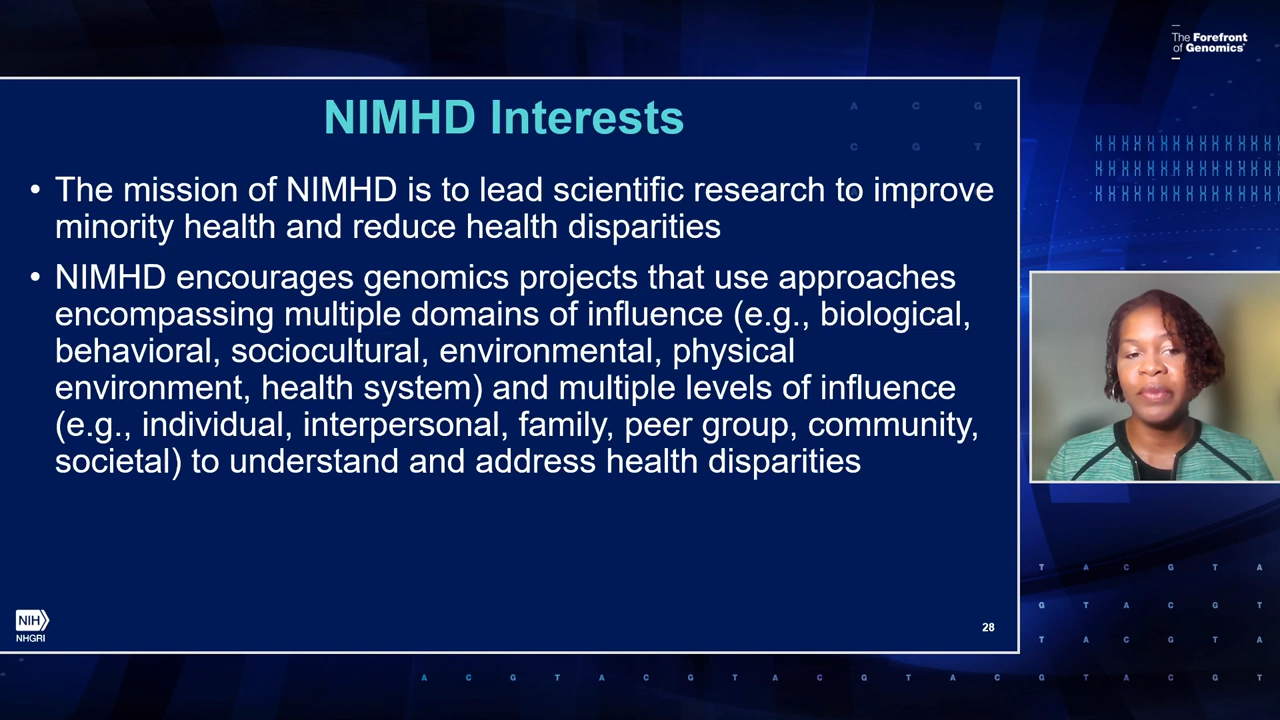 The Forefront
of Genomics®
NIMHD Interests
A C G
C G T
• The mission of NIMHD is to lead scientific research to improve
minority health and reduce health disparities
• NIMHD encourages genomics projects that use approaches
encompassing multiple domains of influence (e.g., biological,
behavioral, sociocultural, environmental, physical
environment, health system) and multiple levels of influence
(e.g., individual, interpersonal, family, peer group, community,
societal) to understand and address health disparities
NIH
NHGRI
28
T A C G T A
G T A C G T
T A C G T A
A C G T A C G T A C G T A C G T A C G T